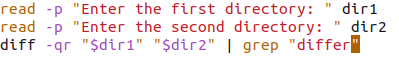 read -p "Enter the first directory: " dir1
read -p "Enter the second directory: " dir2
diff -qr "$dir1" "$dir2" | grep "differ"